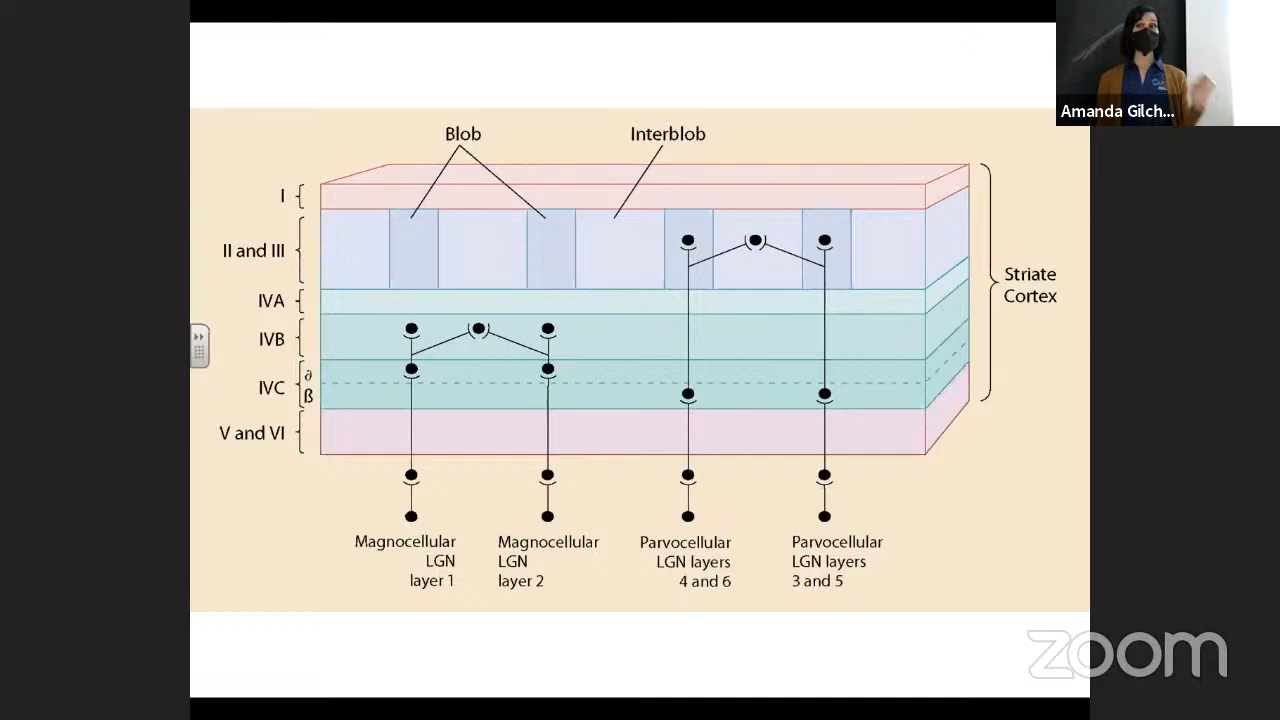 Amanda Gilch...
Blob
Interblob
I
II and III
IVA
IVB
IVC
∂
ß
V and VI
Striate
Cortex
Magnocellular
LGN
layer 1
Magnocellular
LGN
layer 2
Parvocellular
LGN layers
4 and 6
Parvocellular
LGN layers
3 and 5
zoom